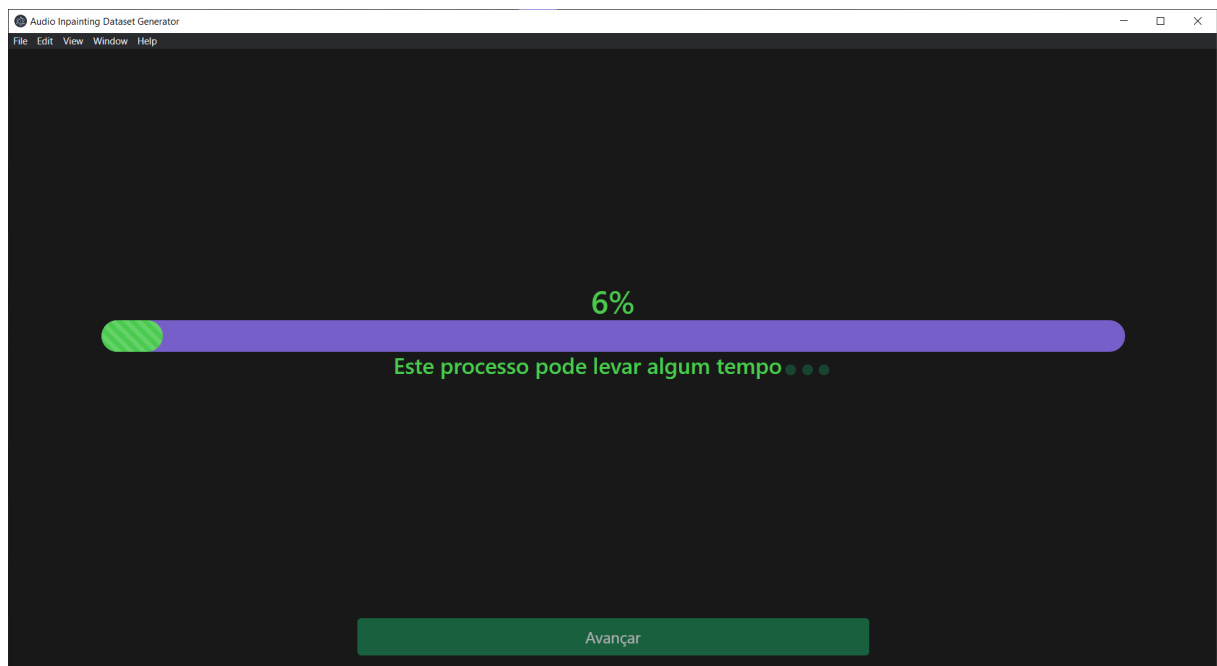 Audio Inpainting Dataset Generator
File Edit View Window Help
6%
Este processo pode levar algum tempo
Avançar